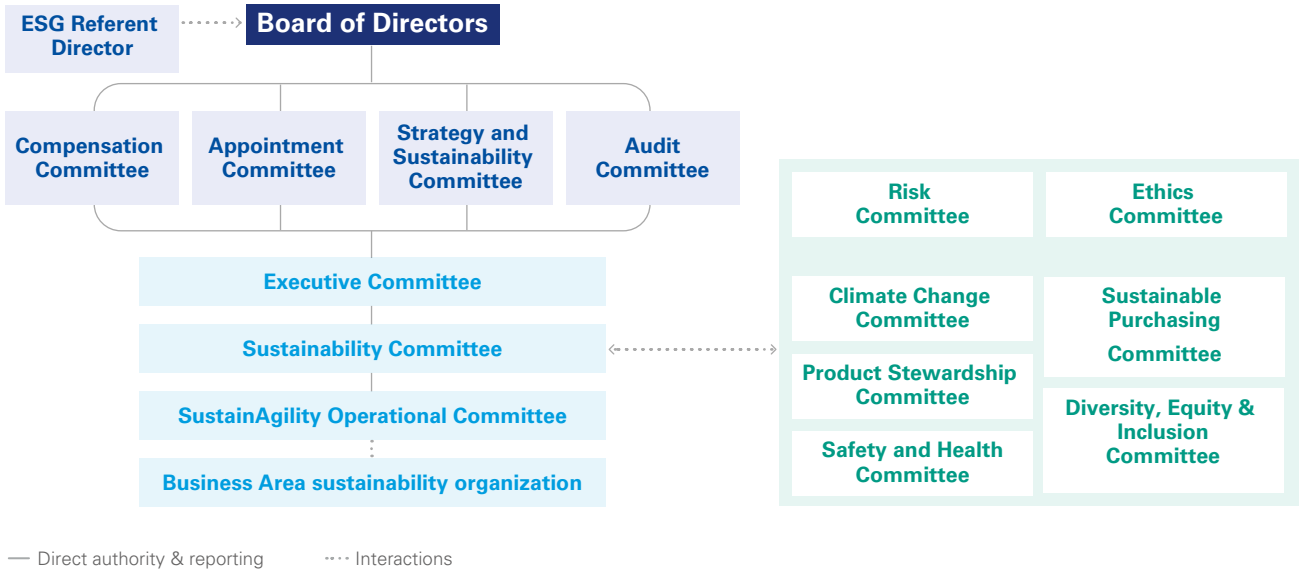 ESG Referent
Director
Board of Directors
Compensation
Committee
Appointment
Committee
Strategy and
Sustainability
Committee
Audit
Committee
Executive Committee
Sustainability Committee
SustainAgility Operational Committee
Business Area sustainability organization
Risk
Committee
Ethics
Committee
Climate Change
Committee
Sustainable
Purchasing
Committee
Product Stewardship
Committee
Diversity, Equity &
Inclusion
Committee
Safety and Health
Committee
Direct authority & reporting
Interactions